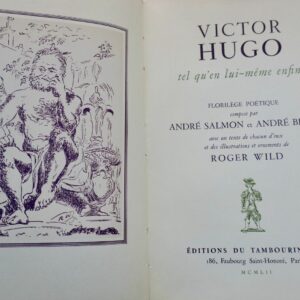 VICTOR
HUGO
tel qu'en lui-même enfin
FLORILÈGE POÉTIQUE
composé par
ANDRÉ SALMON et ANDRÉ
avec un texte de chacun d'eux
et des illustrations et ornements de
ROGER WILD
ÉDITIONS DU TAMBOURIN
186, Faubourg Saint-Honoré,
MCMLII